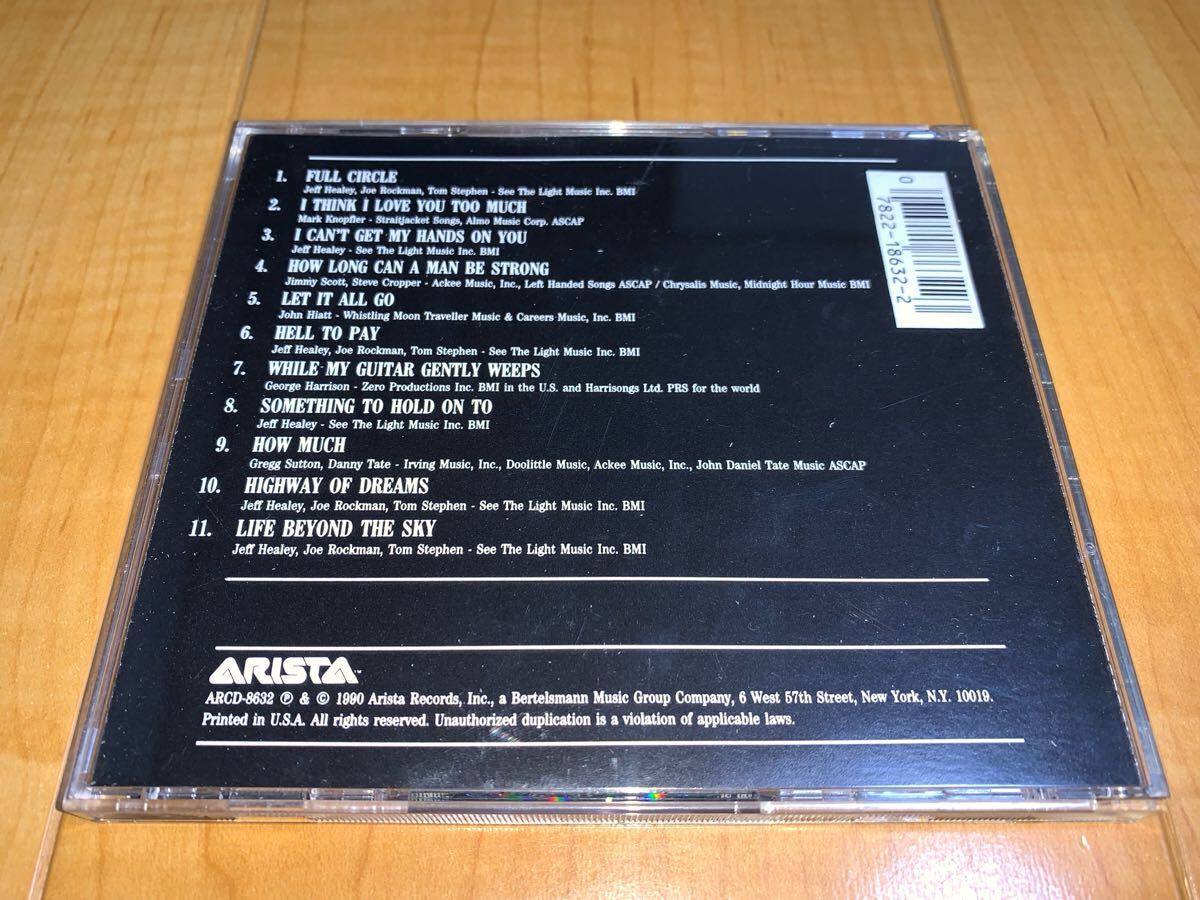 1. FULL CIRCLE
Jeff Healey, Joe Rockman, Tom Stephen - See The Light Music Inc. BMI
2. I THINK I LOVE YOU TOO MUCH
Mark Knopfler - Straitjacket Songs, Almo Music Corp. ASCAP
3. I CAN'T GET MY HANDS ON YOU
Jeff Healey - See The Light Music Inc. BMI
4. HOW LONG CAN A MAN BE STRONG
Jimmy Scott, Steve Cropper - Ackee Music, Inc., Left Handed Songs ASCAP / Chrysalis Music, Midnight Hour Music BMI
5. LET IT ALL GO
John Hiatt - Whistling Moon Traveller Music & Careers Music, Inc. BMI
6. HELL TO PAY
Jeff Healey, Joe Rockman, Tom Stephen - See The Light Music Inc. BMI
7. WHILE MY GUITAR GENTLY WEEPS
George Harrison - Zero Productions Inc. BMI in the U.S. and Harrisongs Ltd. PRS for the world
8. SOMETHING TO HOLD ON TO
Jeff Healey - See The Light Music Inc. BMI
9. HOW MUCH
Gregg Sutton, Danny Tate - Irving Music, Inc., Doolittle Music, Ackee Music, Inc., John Daniel Tate Music ASCAP
10. HIGHWAY OF DREAMS
Jeff Healey, Joe Rockman, Tom Stephen - See The Light Music Inc. BMI
11. LIFE BEYOND THE SKY
Jeff Healey, Joe Rockman, Tom Stephen - See The Light Music Inc. BMI
0 7822-18632-2
ARISTA™
ARCD-8632 ℗ & © 1990 Arista Records, Inc., a Bertelsmann Music Group Company, 6 West 57th Street, New York, N.Y. 10019.
Printed in U.S.A. All rights reserved. Unauthorized duplication is a violation of applicable laws.